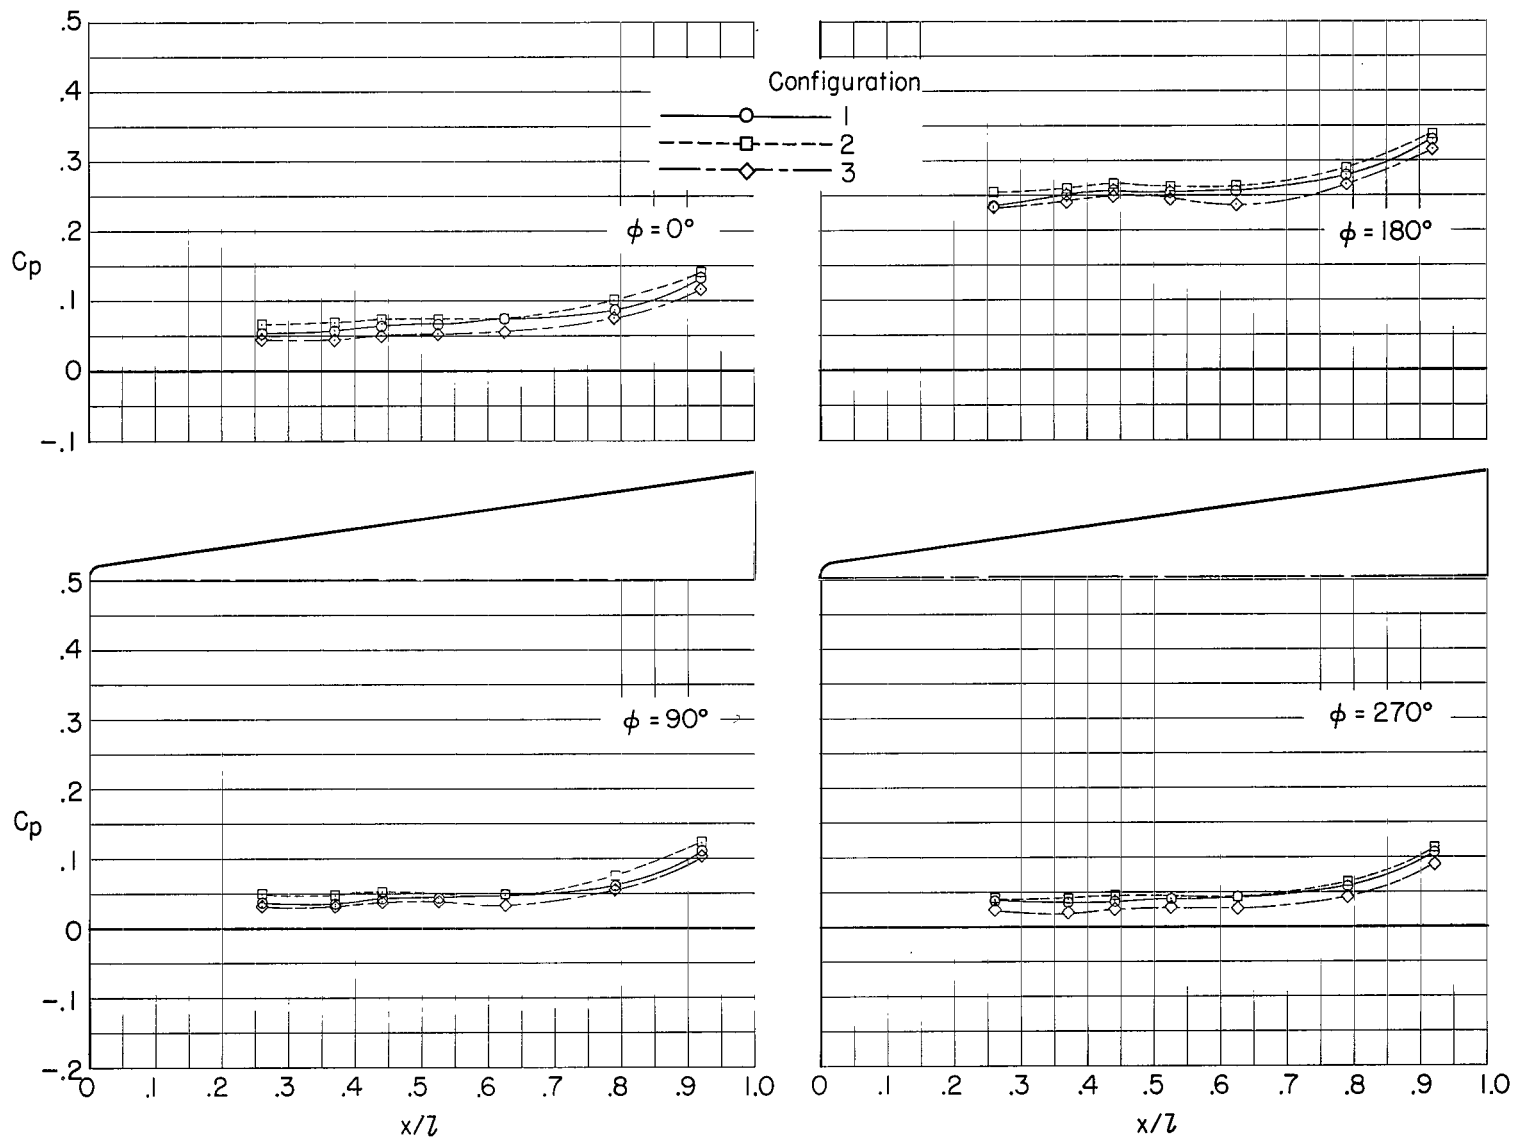 .5
.4
.3
.2
.1
0
-.1
Cp
Configuration
1
2
3
ϕ = 0°
ϕ = 180°
.5
.4
.3
.2
.1
0
-.1
-.2
Cp
ϕ = 90°
ϕ = 270°
0 .1 .2 .3 .4 .5 .6 .7 .8 .9 1.0
x/l
0 .1 .2 .3 .4 .5 .6 .7 .8 .9 1.0
x/l